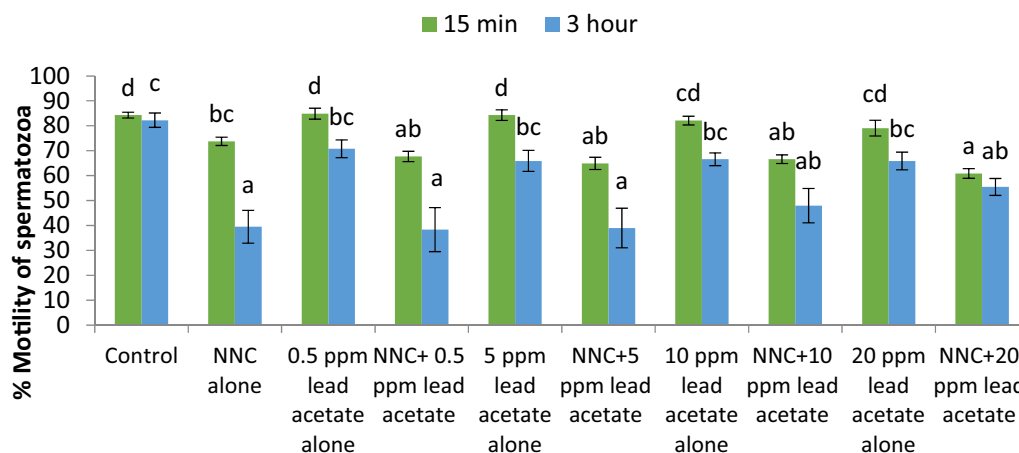 15 min 3 hour
% Motility of spermatozoa
100
90
80
70
60
50
40
30
20
10
0
d c bc a d bc ab a d bc ab a cd bc ab ab cd bc a ab
Control NNC 0.5 ppm NNC+ 0.5 5 ppm NNC+5 10 ppm NNC+10 20 ppm NNC+20
alone lead ppm lead lead ppm lead lead ppm lead lead ppm lead
acetate acetate acetate acetate acetate acetate acetate acetate
alone alone alone alone